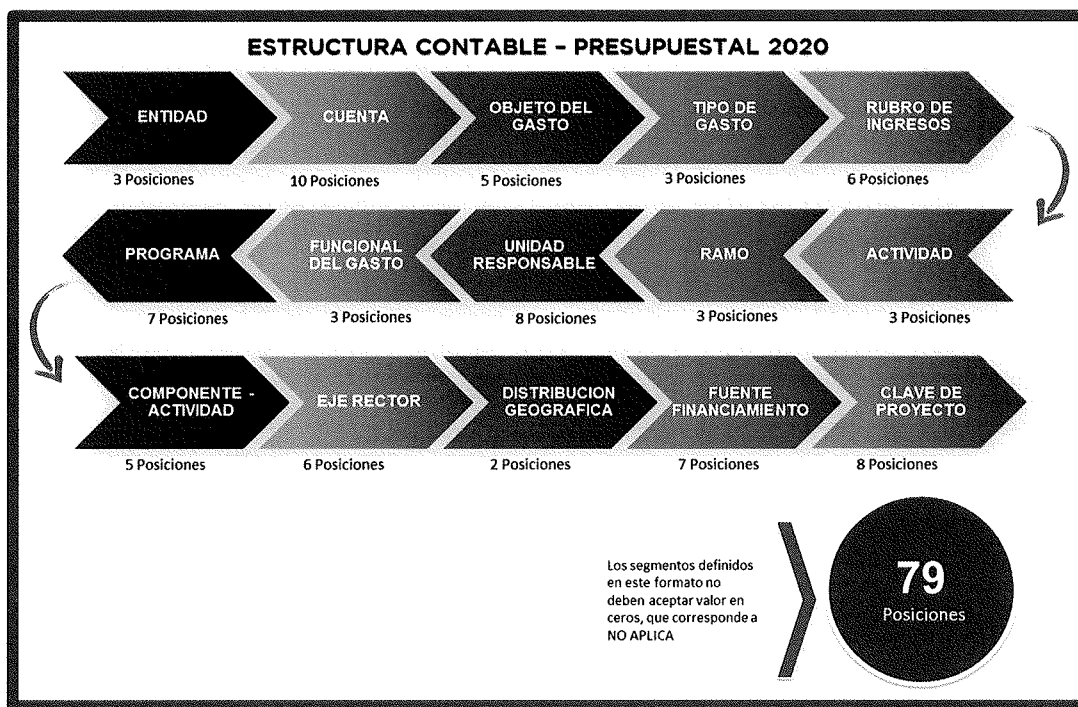 ESTRUCTURA CONTABLE – PRESUPUESTAL 2020
ENTIDAD
3 Posiciones
CUENTA
10 Posiciones
OBJETO DEL
GASTO
5 Posiciones
TIPO DE
GASTO
3 Posiciones
RUBRO DE
INGRESOS
6 Posiciones
ACTIVIDAD
3 Posiciones
RAMO
3 Posiciones
UNIDAD
RESPONSABLE
8 Posiciones
FUNCIONAL
DEL GASTO
3 Posiciones
PROGRAMA
7 Posiciones
COMPONENTE -
ACTIVIDAD
5 Posiciones
EJE RECTOR
6 Posiciones
DISTRIBUCION
GEOGRAFICA
2 Posiciones
FUENTE
FINANCIAMIENTO
7 Posiciones
CLAVE DE
PROYECTO
8 Posiciones
Los segmentos definidos
en este formato no
deben aceptar valor en
ceros, que corresponde a
NO APLICA
79
Posiciones